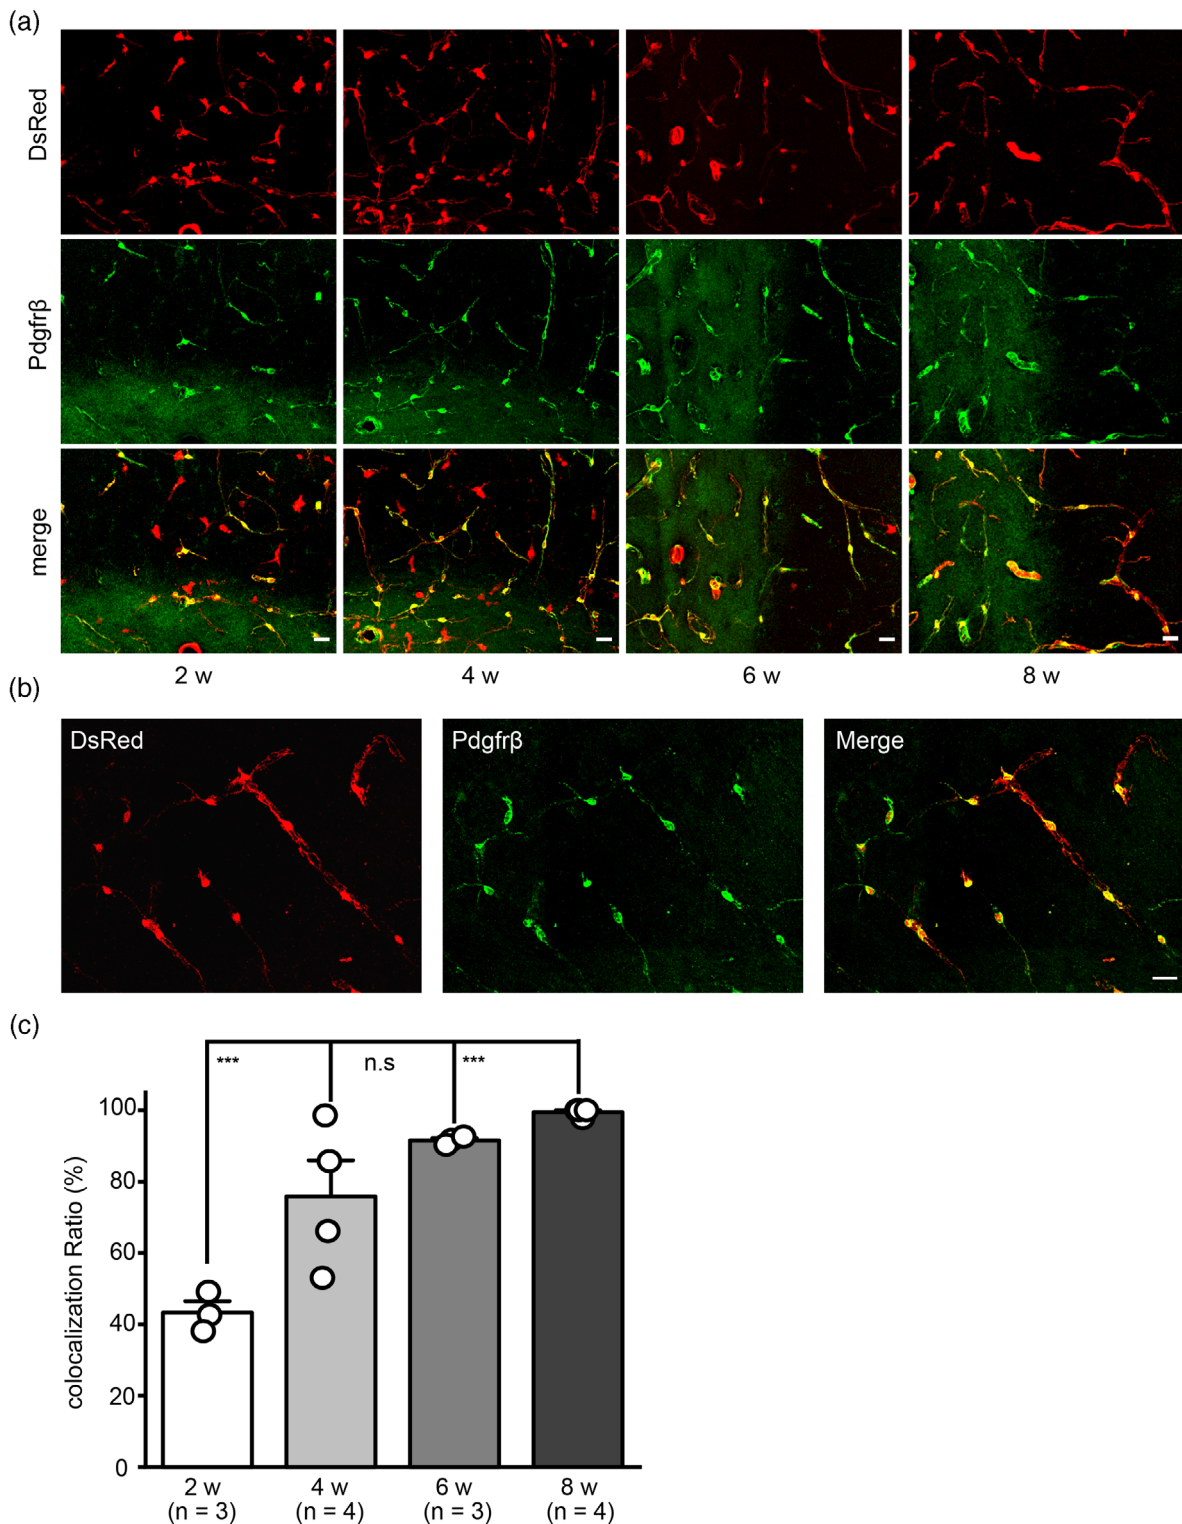 (a)
DsRed
Pdgfrβ
merge
2 w
4 w
6 w
8 w
(b)
DsRed
Pdgfrβ
Merge
(c)
***
n.s
***
colocalization Ratio (%)
100
80
60
40
20
0
2 w
(n = 3)
4 w
(n = 4)
6 w
(n = 3)
8 w
(n = 4)